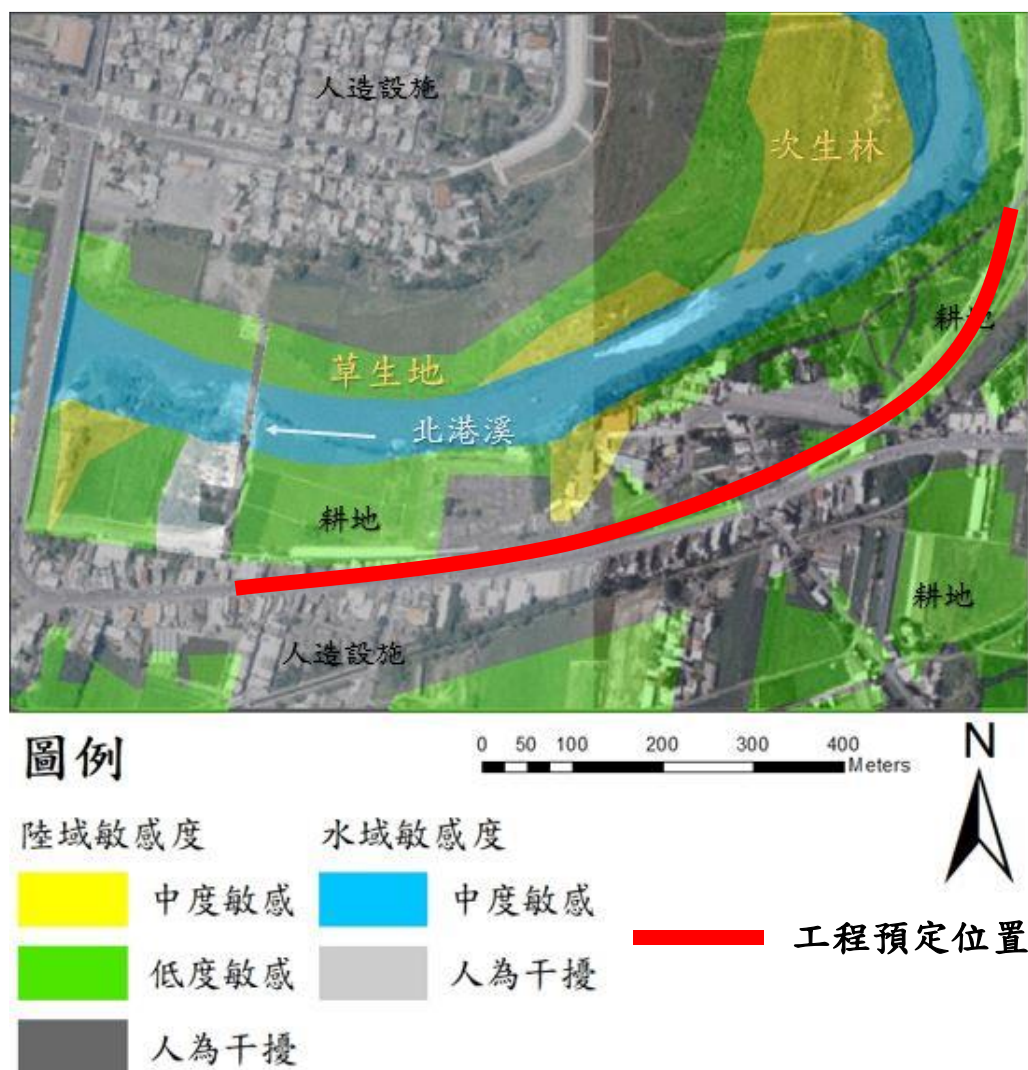 人造設施
次生林
耕地
草生地
北港溪
耕地
耕地
人造設施
圖例
0 50 100 200 300 400
Meters
N
陸域敏感度
水域敏感度
中度敏感
中度敏感
低度敏感
人為干擾
人為干擾
工程預定位置